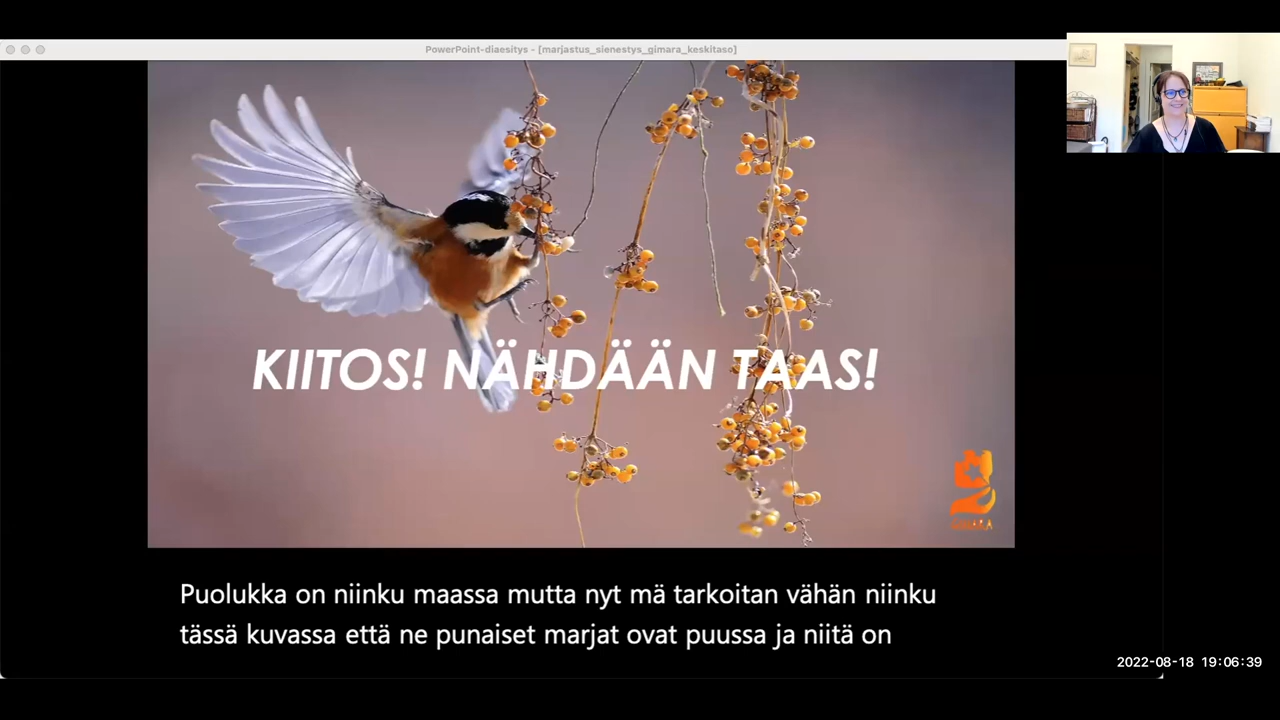 PowerPoint-diaesitys - [marjastus_sienestys_gimara_keskitaso]
KIITOS! NÄHDÄÄN TAAS!
Puolukka on niinku maassa mutta nyt mä tarkoitan vähän niinku
tässä kuvassa että ne punaiset marjat ovat puussa ja niitä on
2022-08-18 19:06:39